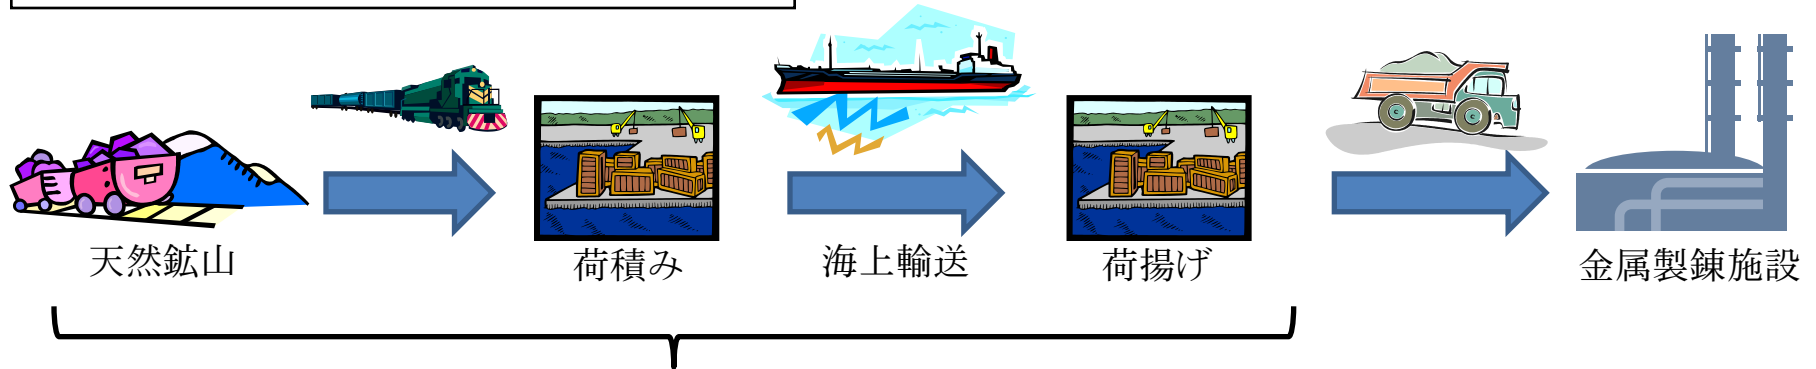 天然鉱山
荷積み
海上輸送
荷揚げ
金属製錬施設